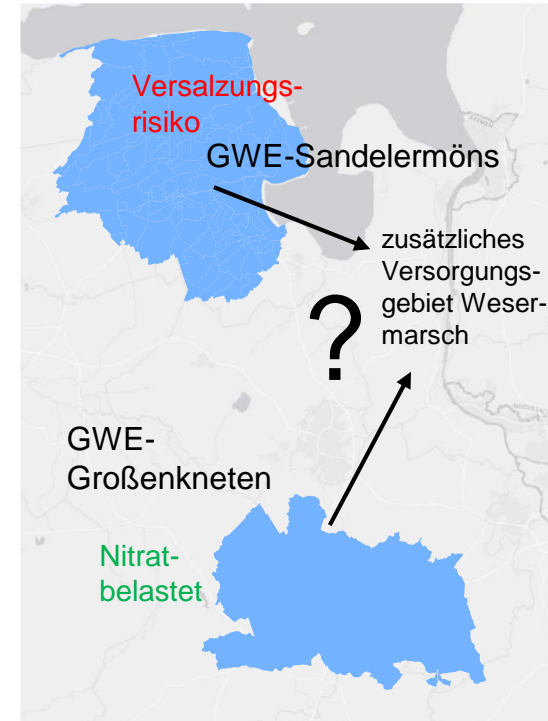 Versalzungs-
risiko
GWE-Sandelermöns
zusätzliches
Versorgungs-
gebiet Weser-
marsch
?
GWE-
Großenkneten
Nitrat-
belastet